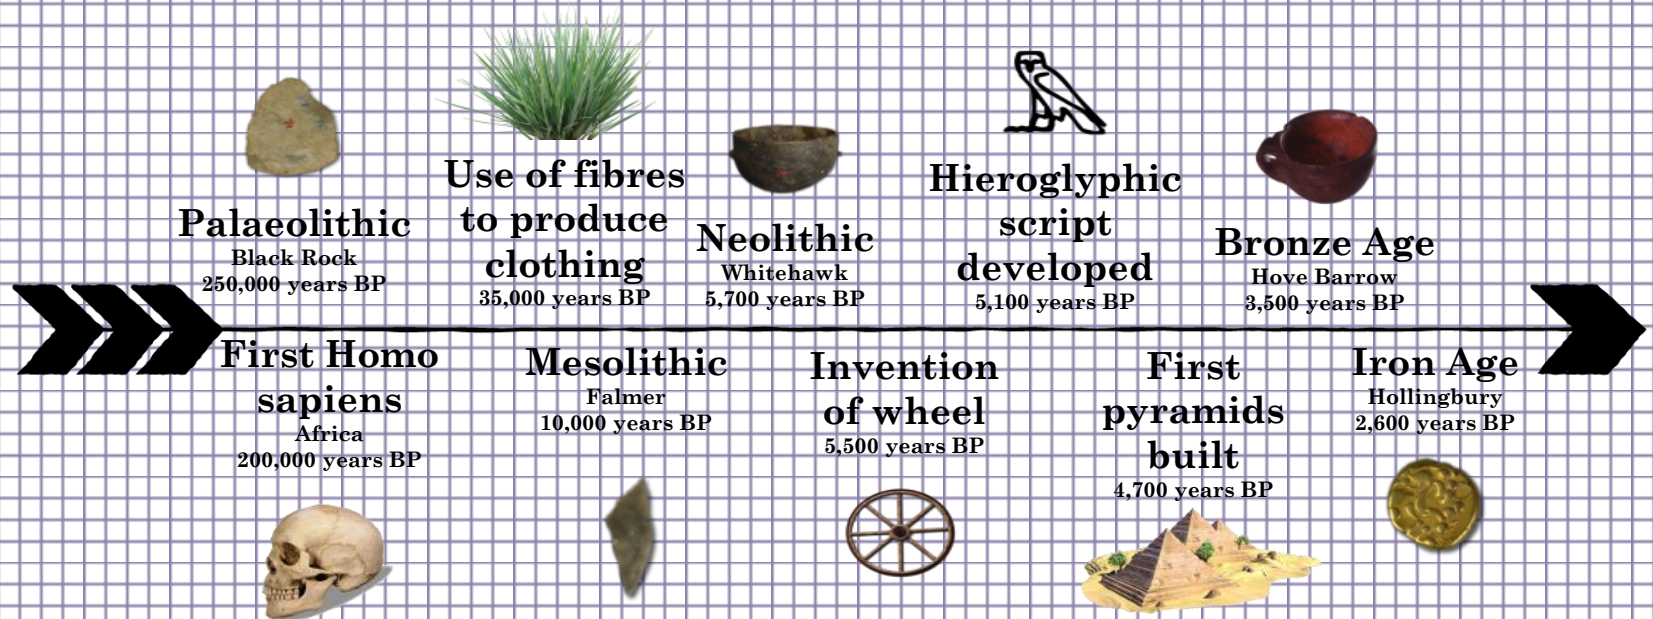 Palaeolithic
Black Rock
250,000 years BP
Use of fibres
to produce
clothing
35,000 years BP
Neolithic
Whitehawk
5,700 years BP
Hieroglyphic
script
developed
5,100 years BP
Bronze Age
Hove Barrow
3,500 years BP
First Homo
sapiens
Africa
200,000 years BP
Mesolithic
Falmer
10,000 years BP
Invention
of wheel
5,500 years BP
First
pyramids
built
4,700 years BP
Iron Age
Hollingbury
2,600 years BP